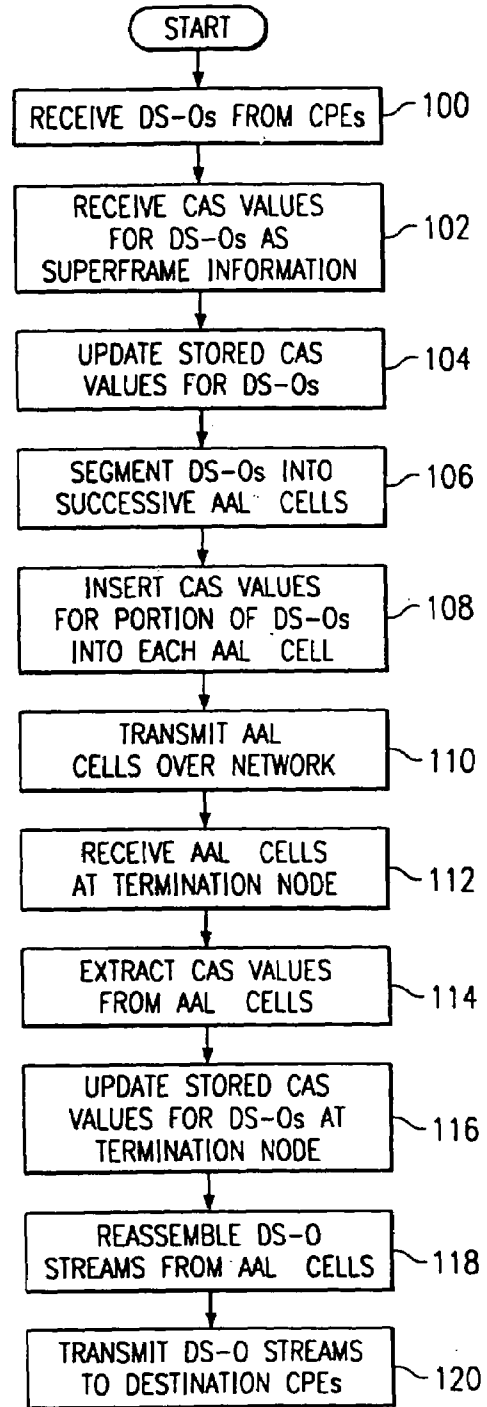 START
RECEIVE DS-0s FROM CPEs
100
RECEIVE CAS VALUES
FOR DS-0s AS
SUPERFRAME INFORMATION
102
UPDATE STORED CAS
VALUES FOR DS-0s
104
SEGMENT DS-0s INTO
SUCCESSIVE AAL CELLS
106
INSERT CAS VALUES
FOR PORTION OF DS-0s
INTO EACH AAL CELL
108
TRANSMIT AAL
CELLS OVER NETWORK
110
RECEIVE AAL CELLS
AT TERMINATION NODE
112
EXTRACT CAS VALUES
FROM AAL CELLS
114
UPDATE STORED CAS
VALUES FOR DS-0s AT
TERMINATION NODE
116
REASSEMBLE DS-0
STREAMS FROM AAL CELLS
118
TRANSMIT DS-0 STREAMS
TO DESTINATION CPEs
120